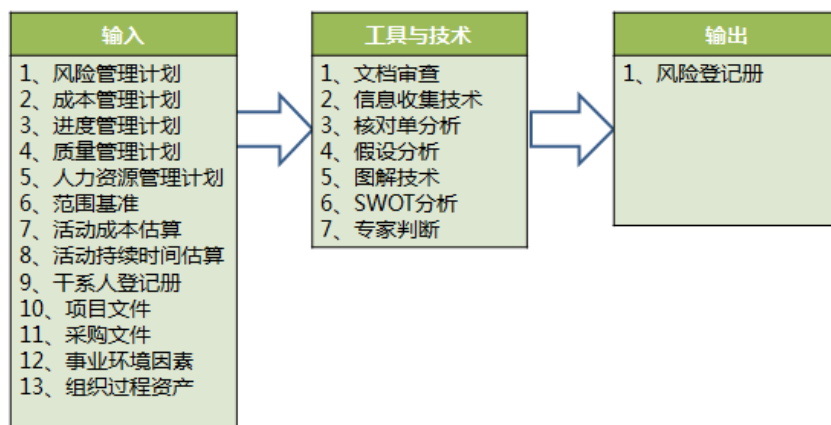 输入
1、风险管理计划
2、成本管理计划
3、进度管理计划
4、质量管理计划
5、人力资源管理计划
6、范围基准
7、活动成本估算
8、活动持续时间估算
9、干系人登记册
10、项目文件
11、采购文件
12、事业环境因素
13、组织过程资产
工具与技术
1、文档审查
2、信息收集技术
3、核对单分析
4、假设分析
5、图解技术
6、SWOT分析
7、专家判断
输出
1、风险登记册